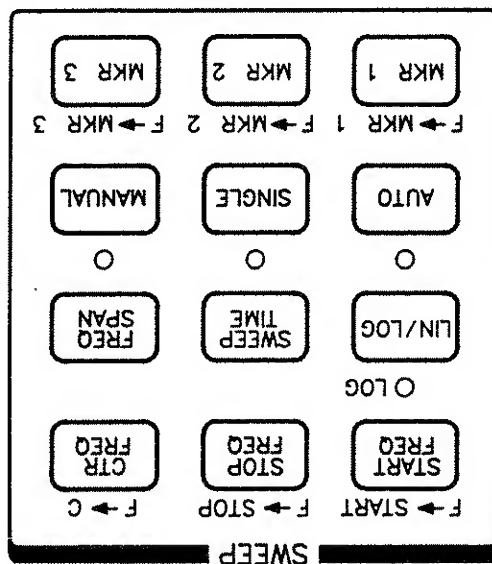 SWEEP
F → START F → STOP F → C
START FREQ
STOP FREQ
CTR FREQ
LOG
LIN/LOG
SWEEP TIME
FREQ SPAN
AUTO SINGLE MANUAL
F → MKR 1 F → MKR 2 F → MKR 3
MKR 1 MKR 2 MKR 3